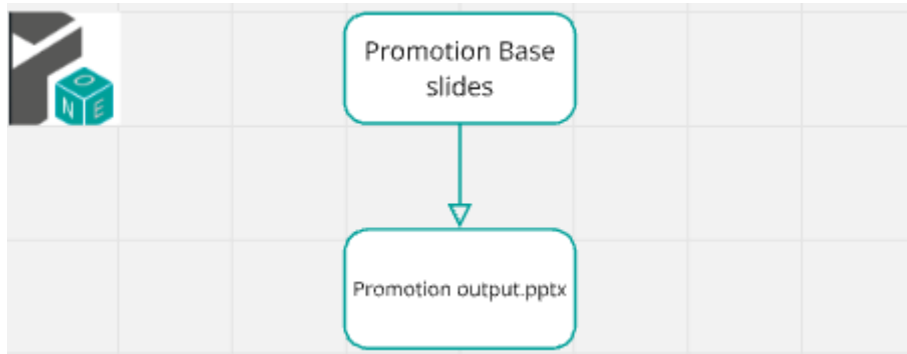 O
N E
Promotion Base
slides
Promotion output.pptx